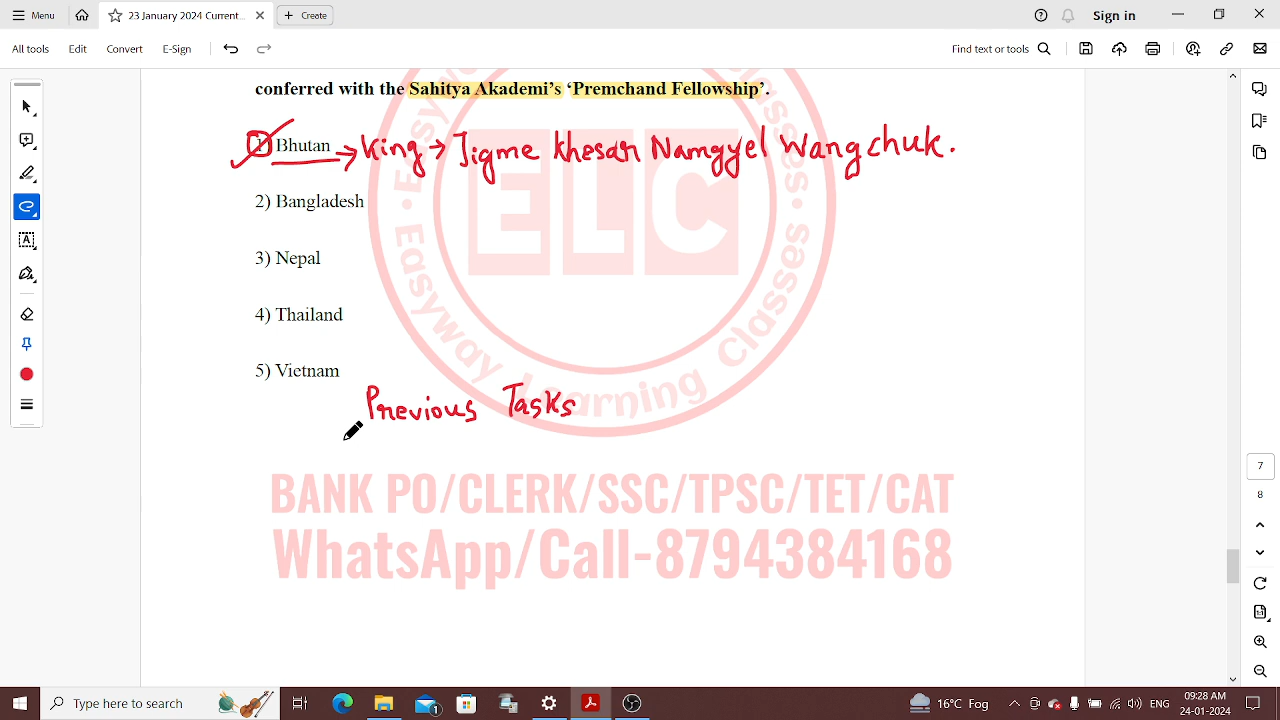 Menu
23 January 2024 Current...
Create
Sign in
All tools
Edit
Convert
E-Sign
Find text or tools
conferred with the Sahitya Akademi's 'Premchand Fellowship'.
1) Bhutan → King → Jigme Khesar Namgyel Wangchuk.
2) Bangladesh
3) Nepal
4) Thailand
5) Vietnam
Previous Tasks
ELC
Easyway Learning Classes
BANK PO/CLERK/SSC/TPSC/TET/CAT
WhatsApp/Call-8794384168
7
8
Type here to search
16°C Fog
ENG
09:28 AM
24-01-2024